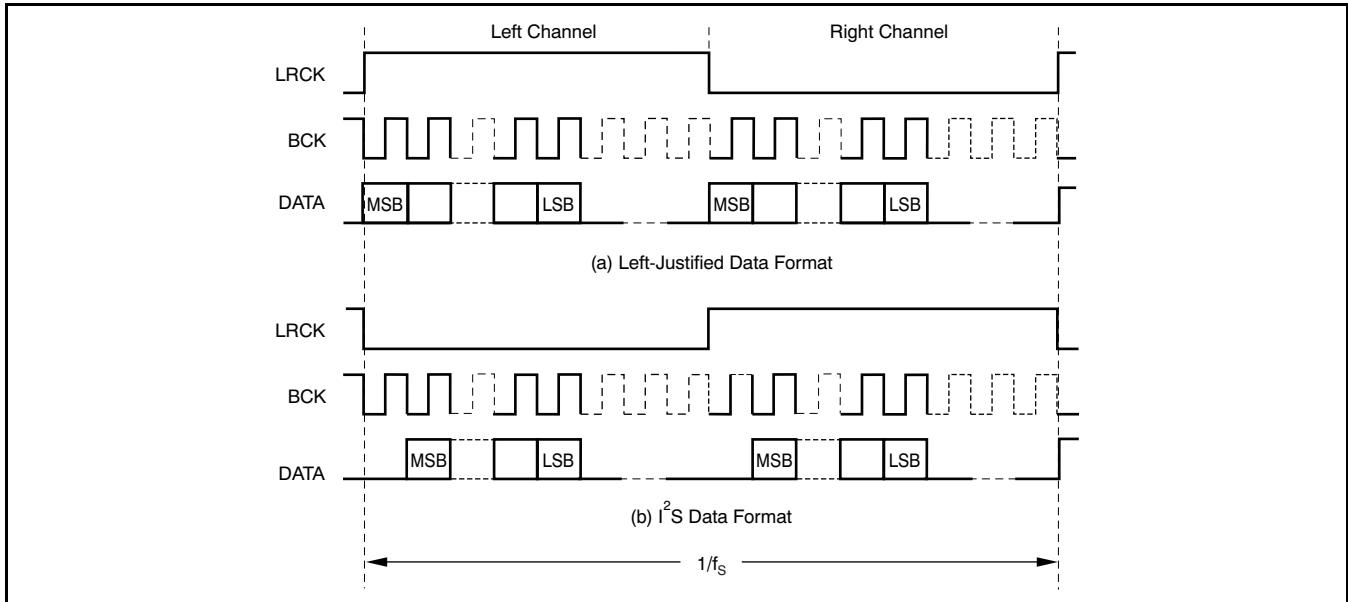 Left Channel Right Channel
LRCK
BCK
DATA MSB LSB MSB LSB
(a) Left-Justified Data Format
LRCK
BCK
DATA MSB LSB MSB LSB
(b) I²S Data Format
1/fS